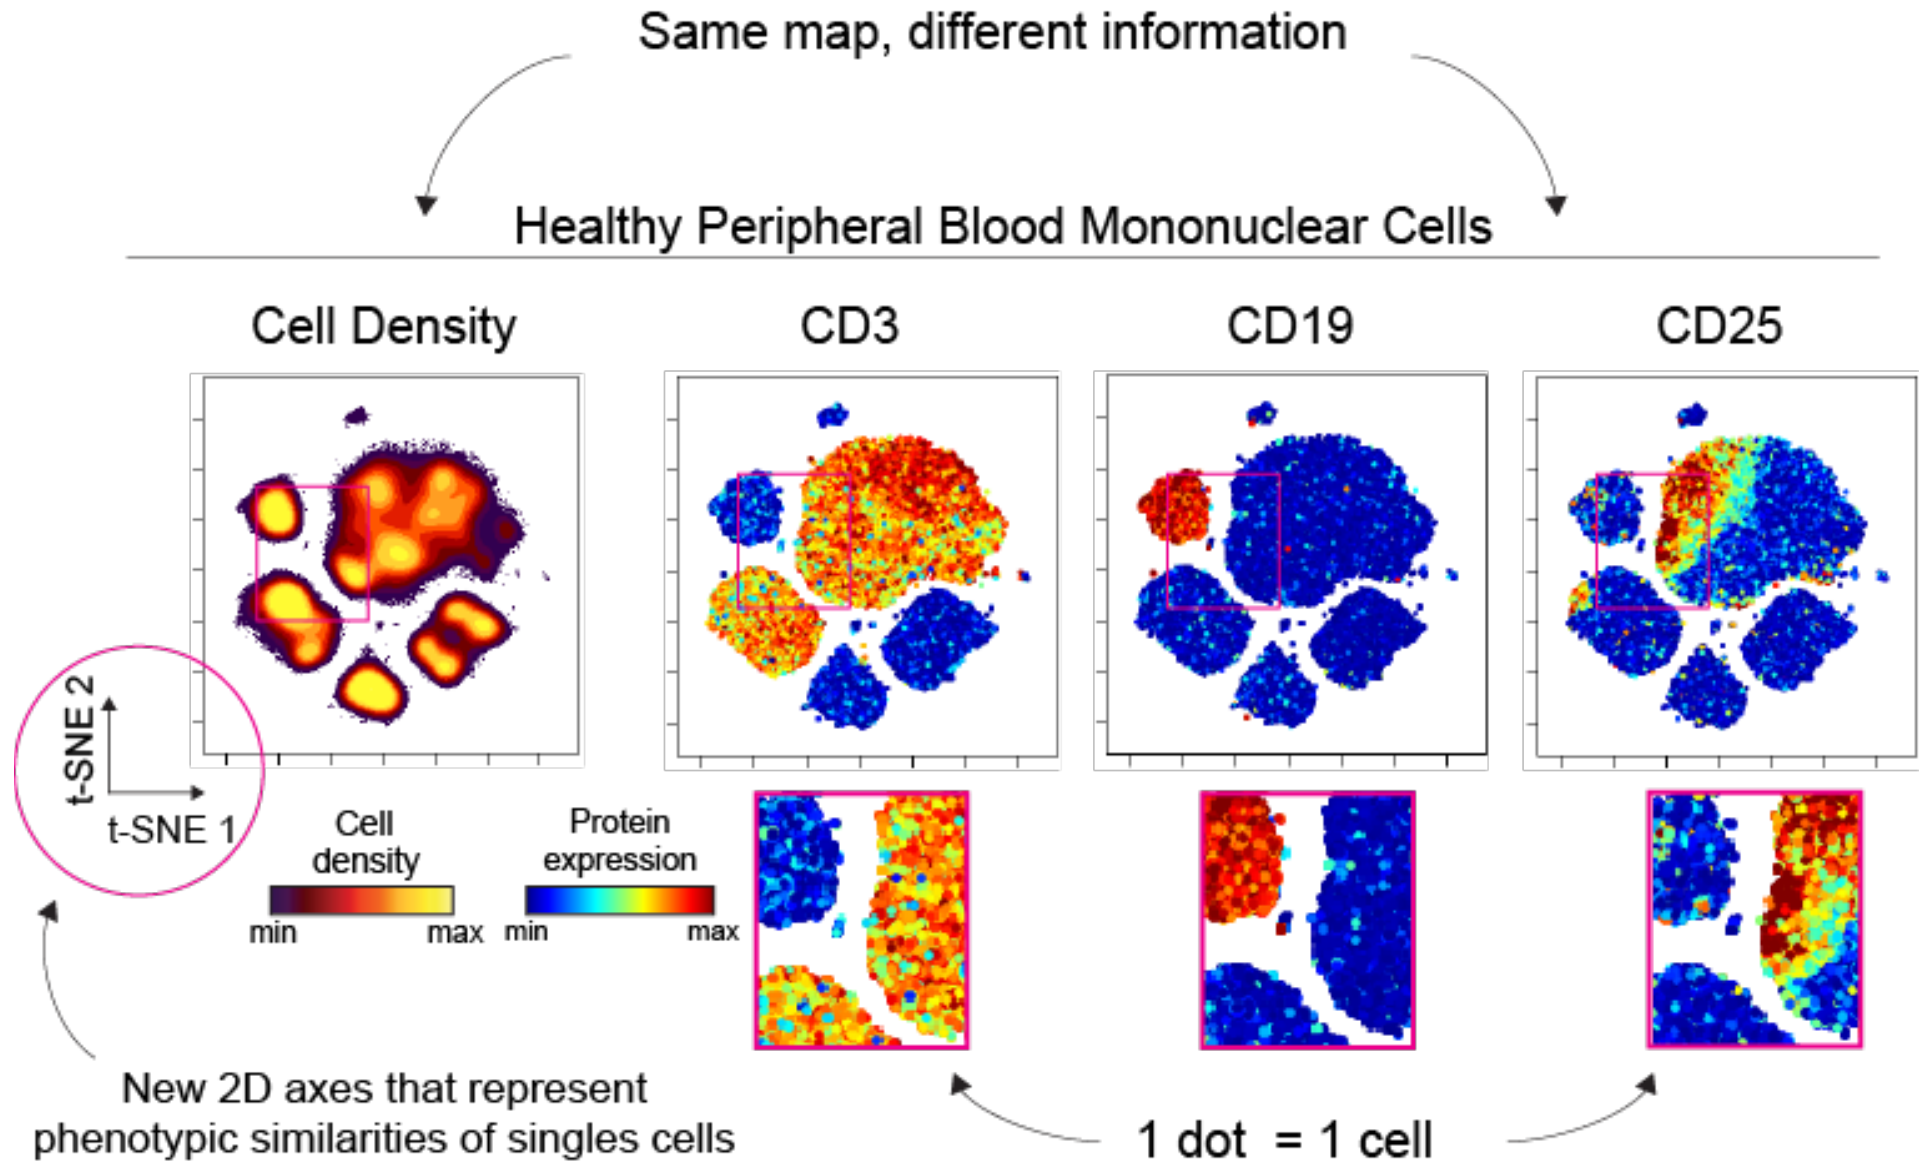 Same map, different information
Healthy Peripheral Blood Mononuclear Cells
Cell Density
CD3
CD19
CD25
t-SNE 2
t-SNE 1
Cell
density
min
max
Protein
expression
min
max
New 2D axes that represent
phenotypic similarities of singles cells
1 dot = 1 cell